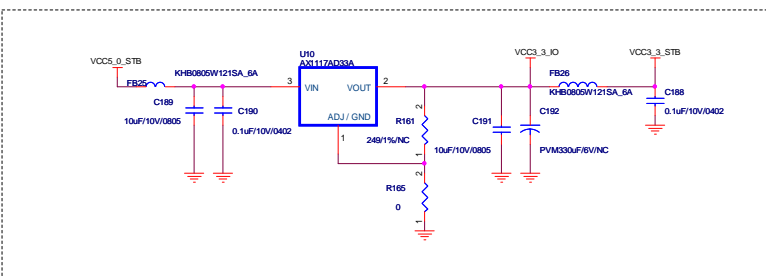 VCC5_0_STB
FB25
KHB0805W121SA_6A
C189
10uF/10V/0805
C190
0.1uF/10V/0402
U10
AX1117AD33A
3
VIN
VOUT
2
ADJ / GND
1
2
R161
249/1%/NC
1
2
R165
0
1
C191
10uF/10V/0805
VCC3_3_IO
C192
PVM330uF/6V/NC
FB26
KHB0805W121SA_6A
VCC3_3_STB
C188
0.1uF/10V/0402